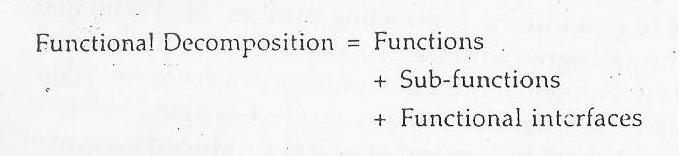 Functional Decomposition = Functions
+ Sub-functions
+ Functional interfaces